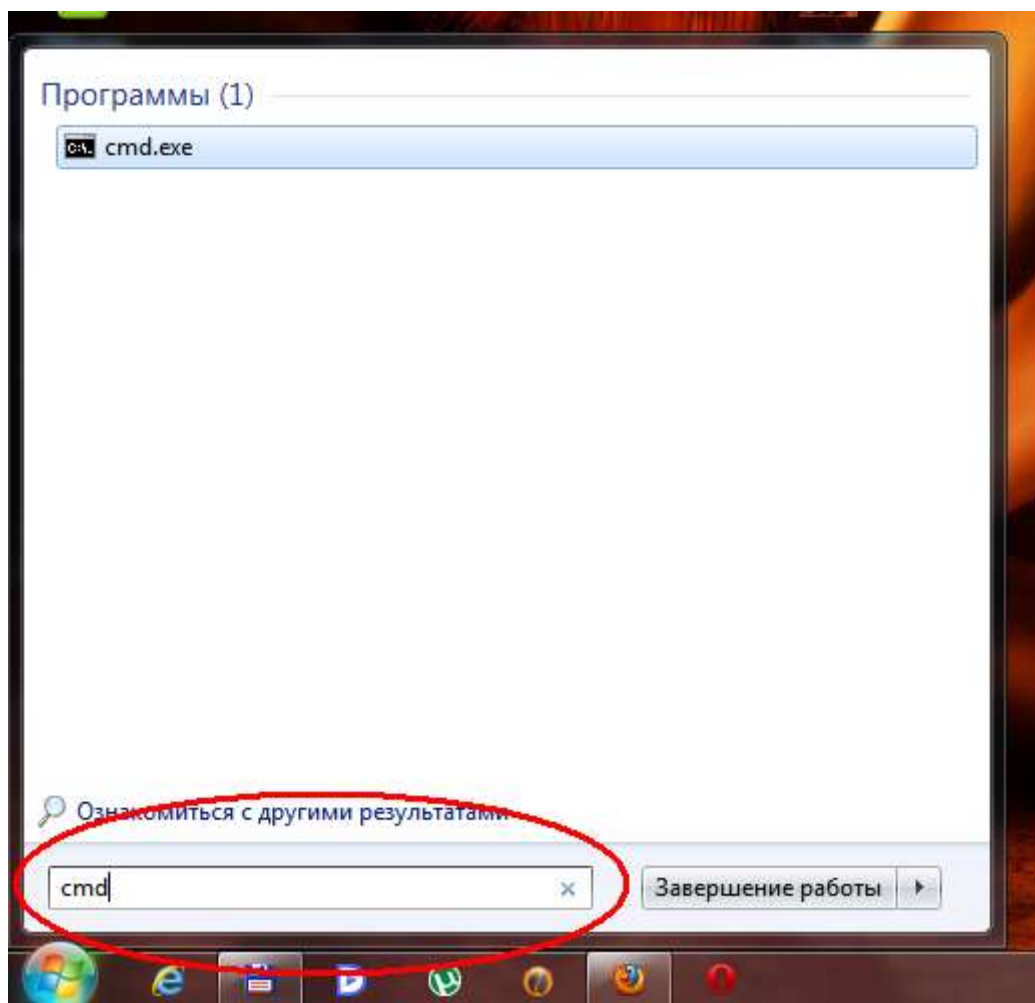 Программы (1)
cmd.exe
Ознакомиться с другими результатами
cmd
Завершение работы